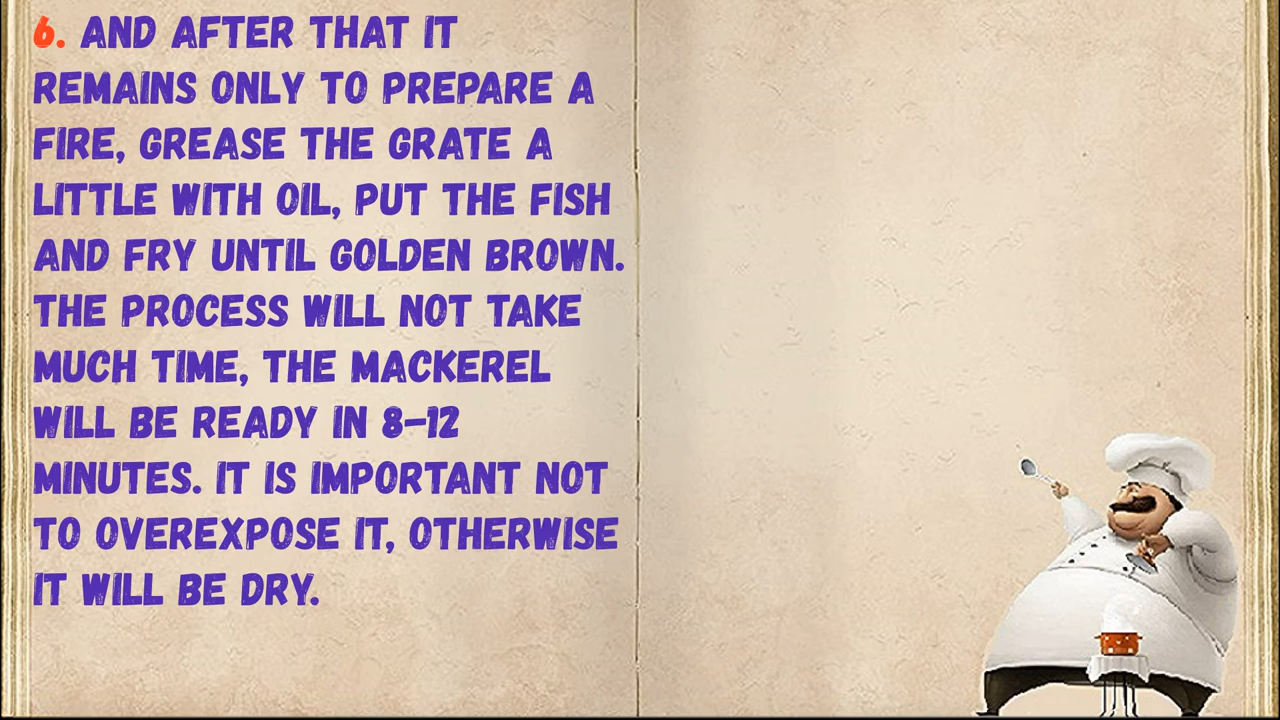 6. AND AFTER THAT IT
REMAINS ONLY TO PREPARE A
FIRE, GREASE THE GRATE A
LITTLE WITH OIL, PUT THE FISH
AND FRY UNTIL GOLDEN BROWN.
THE PROCESS WILL NOT TAKE
MUCH TIME, THE MACKEREL
WILL BE READY IN 8–12
MINUTES. IT IS IMPORTANT NOT
TO OVEREXPOSE IT, OTHERWISE
IT WILL BE DRY.